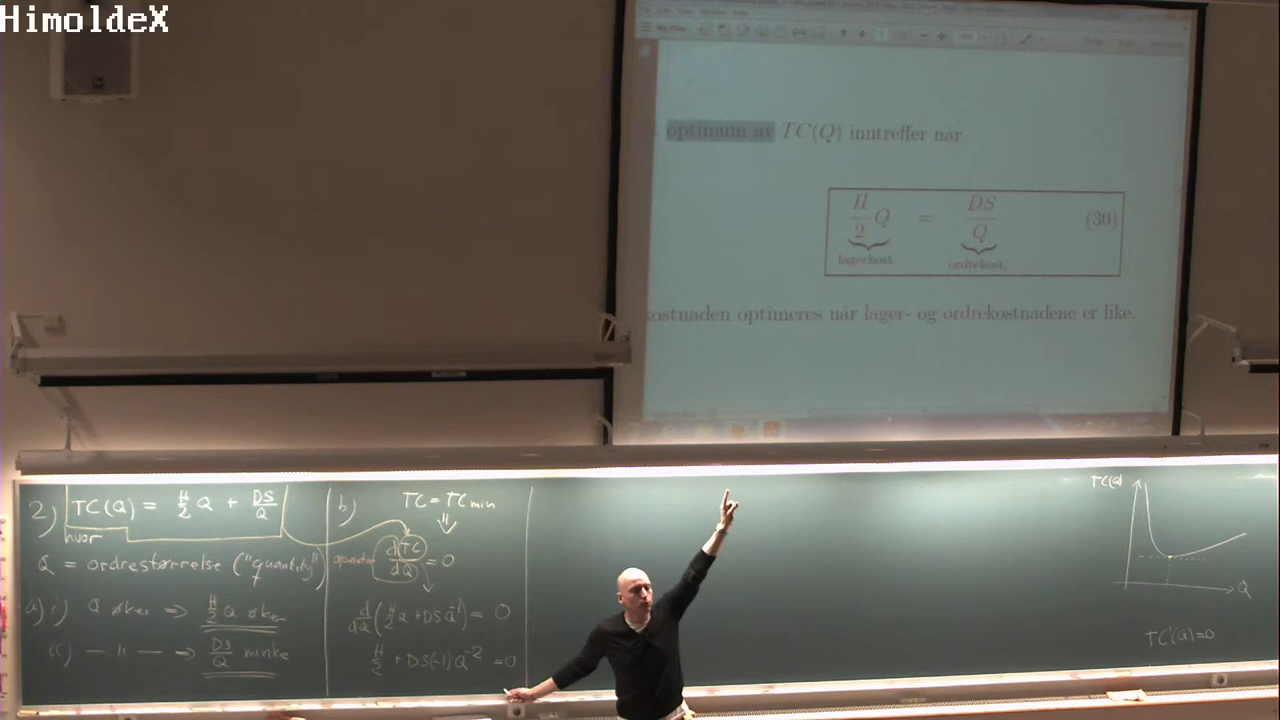 HimoldeX
optimum av TC(Q) inntreffer når
H/2 Q = DS/Q (30)
lagerkost. ordrekost.
kostnaden optimeres når lager- og ordrekostnadene er like.
2) TC(Q) = H/2 Q + DS/Q
hvor
Q = ordrestørrelse ("quantity")
a) i) Q øker => H/2 Q øker
ii) — " — → DS/Q minke
b) TC = TC min
⇓
operator dTC/dQ = 0
d/dQ (H/2 Q + DS Q^-1) = 0
H/2 + DS(-1) Q^-2 = 0
TC(Q)
Q
TC'(Q) = 0